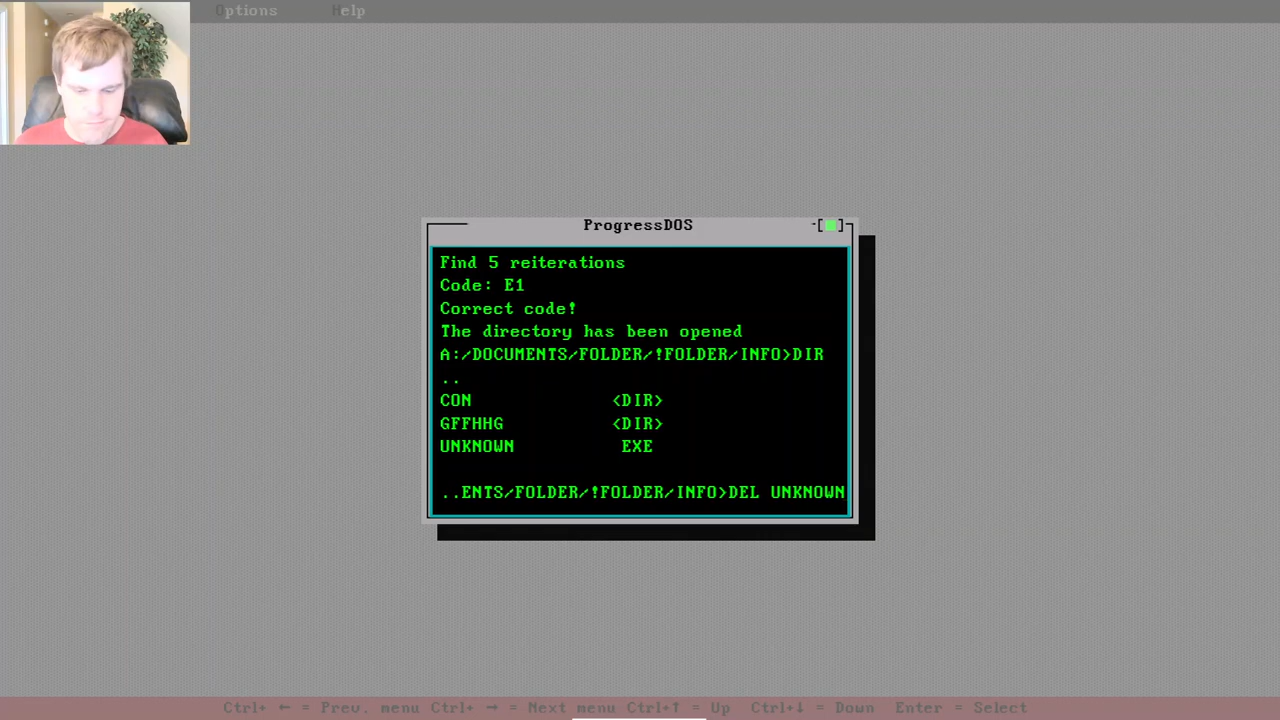 Options Help
ProgressDOS
Find 5 reiterations
Code: E1
Correct code!
The directory has been opened
A:/DOCUMENTS/FOLDER/!FOLDER/INFO>DIR
..
CON <DIR>
GFFHHG <DIR>
UNKNOWN EXE
..ENTS/FOLDER/!FOLDER/INFO>DEL UNKNOWN
Ctrl+ ← = Prev. menu Ctrl+ → = Next menu Ctrl+↑ = Up Ctrl+↓ = Down Enter = Select